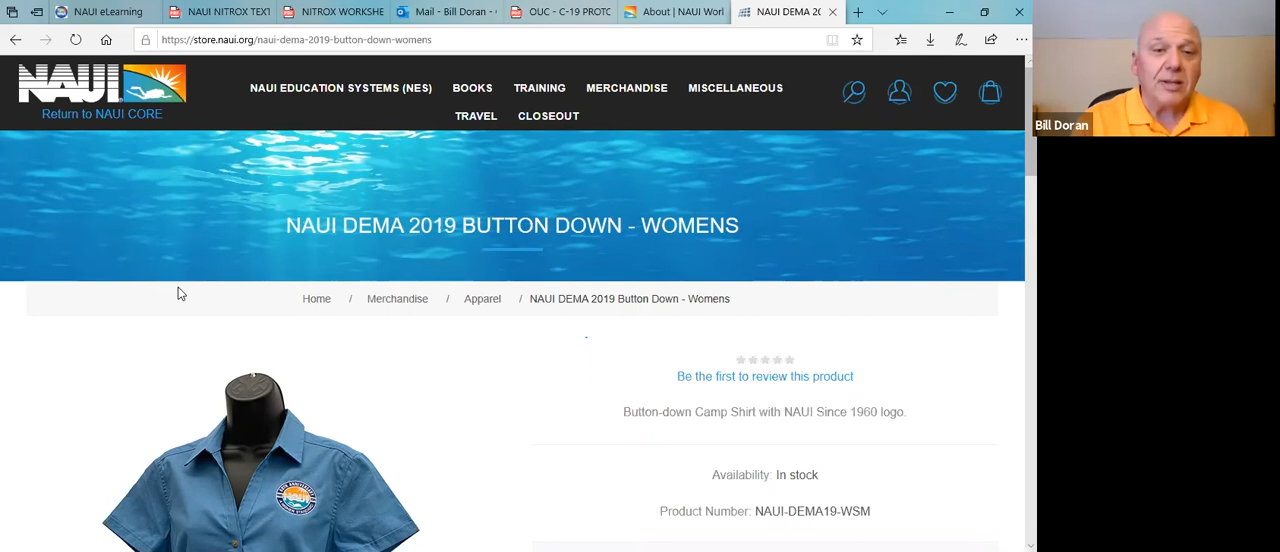 NAUI eLearning
NAUI NITROX TEXT
NITROX WORKSHE
Mail - Bill Doran -
OUC - C-19 PROTO
About | NAUI Worl
NAUI DEMA 20
https://store.naui.org/naui-dema-2019-button-down-womens
NAUI
Return to NAUI CORE
NAUI EDUCATION SYSTEMS (NES)
BOOKS
TRAINING
MERCHANDISE
MISCELLANEOUS
TRAVEL
CLOSEOUT
Bill Doran
NAUI DEMA 2019 BUTTON DOWN - WOMENS
Home / Merchandise / Apparel / NAUI DEMA 2019 Button Down - Womens
Be the first to review this product
Button-down Camp Shirt with NAUI Since 1960 logo.
Availability: In stock
Product Number: NAUI-DEMA19-WSM
NAUI